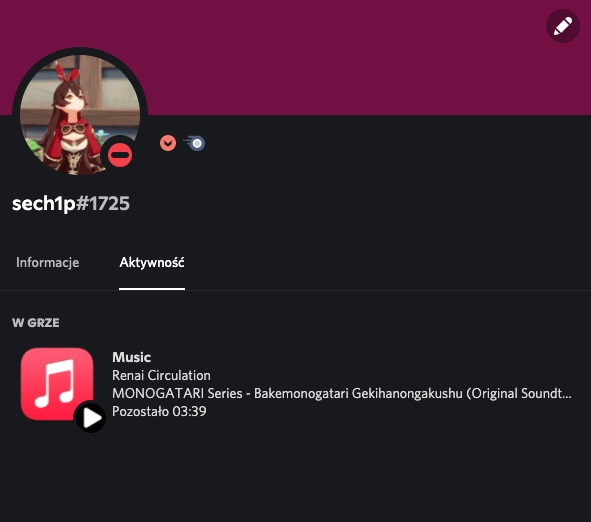 sech1p#1725
Informacje Aktywność
W GRZE
Music
Renai Circulation
MONOGATARI Series - Bakemonogatari Gekihanongakushu (Original Soundt...
Pozostało 03:39